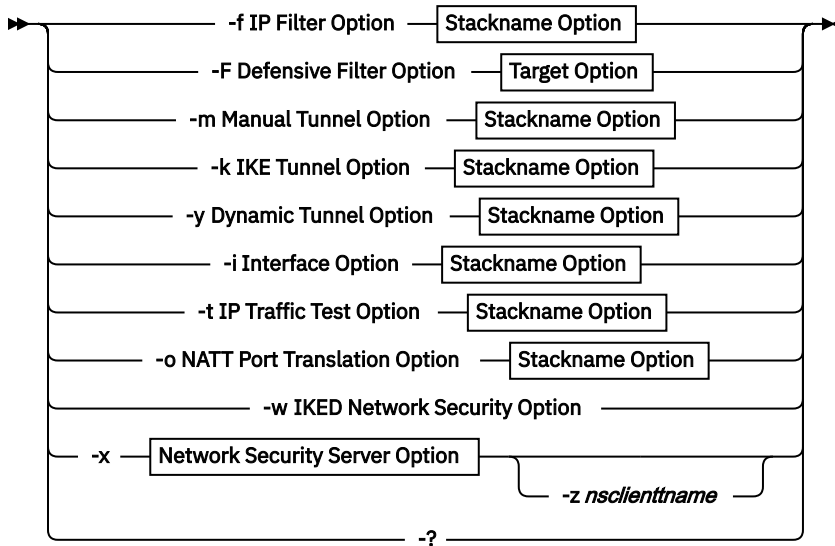 -f IP Filter Option Stackname Option
-F Defensive Filter Option Target Option
-m Manual Tunnel Option Stackname Option
-k IKE Tunnel Option Stackname Option
-y Dynamic Tunnel Option Stackname Option
-i Interface Option Stackname Option
-t IP Traffic Test Option Stackname Option
-o NATT Port Translation Option Stackname Option
-w IKED Network Security Option
-x Network Security Server Option
-z nsclienttname
-?